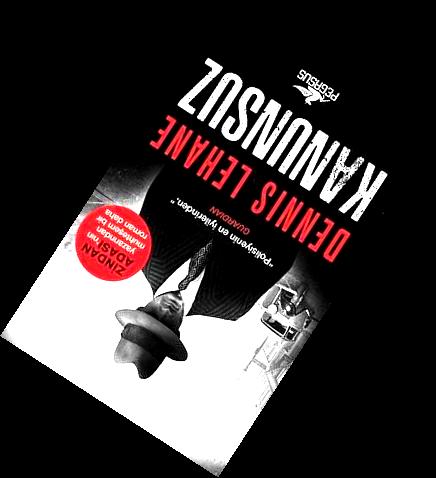 ZİNDAN
ADASI'nın
yazarından
muhteşem bir
roman daha
"Polisiyenin en iyilerinden."
GUARDIAN
DENNIS LEHANE
KANUNSUZ
PEGASUS